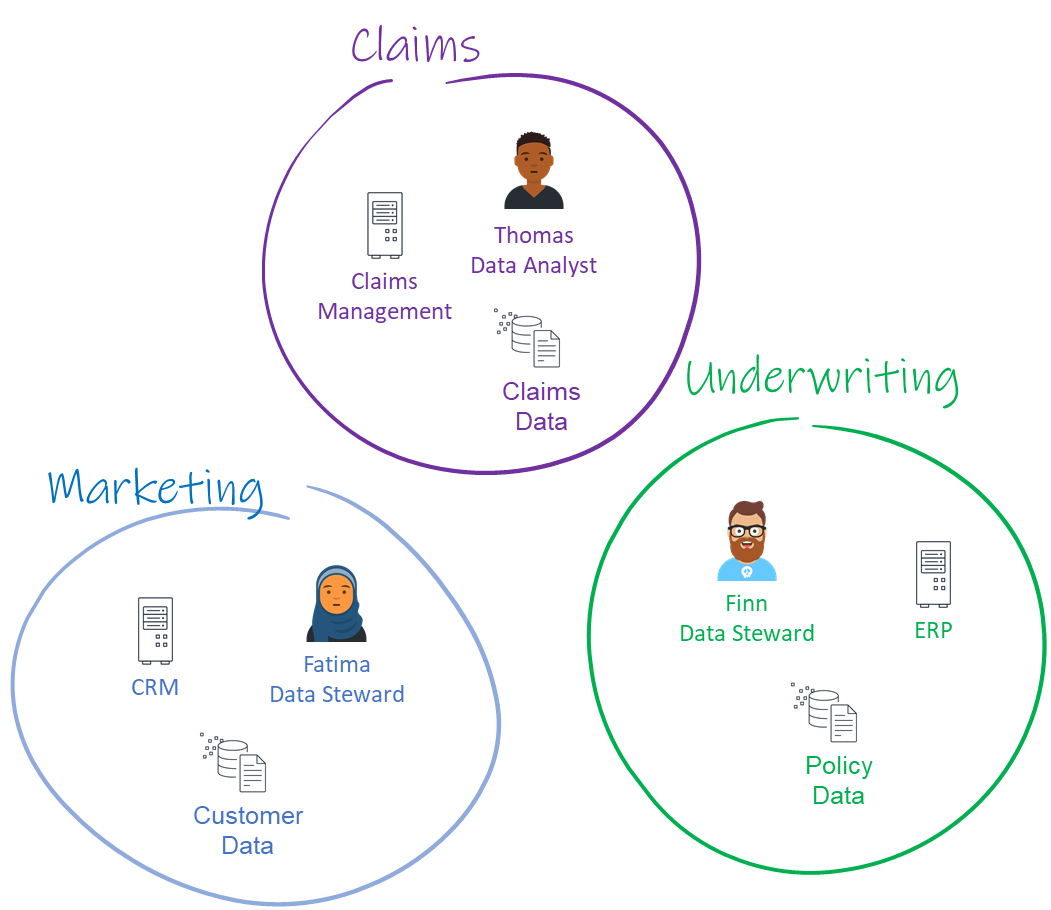 Claims
Thomas
Data Analyst
Claims
Management
Claims
Data
Underwriting
Finn
Data Steward
ERP
Policy
Data
Marketing
Fatima
Data Steward
CRM
Customer
Data